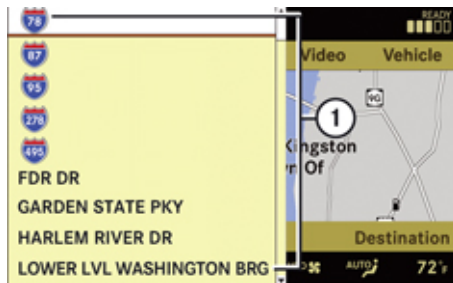 78
87
95
278
495
FDR DR
GARDEN STATE PKY
HARLEM RIVER DR
LOWER LVL WASHINGTON BRG
READY
Video Vehicle
9G
1
Kingston
Of
Destination
AUTO 72°F